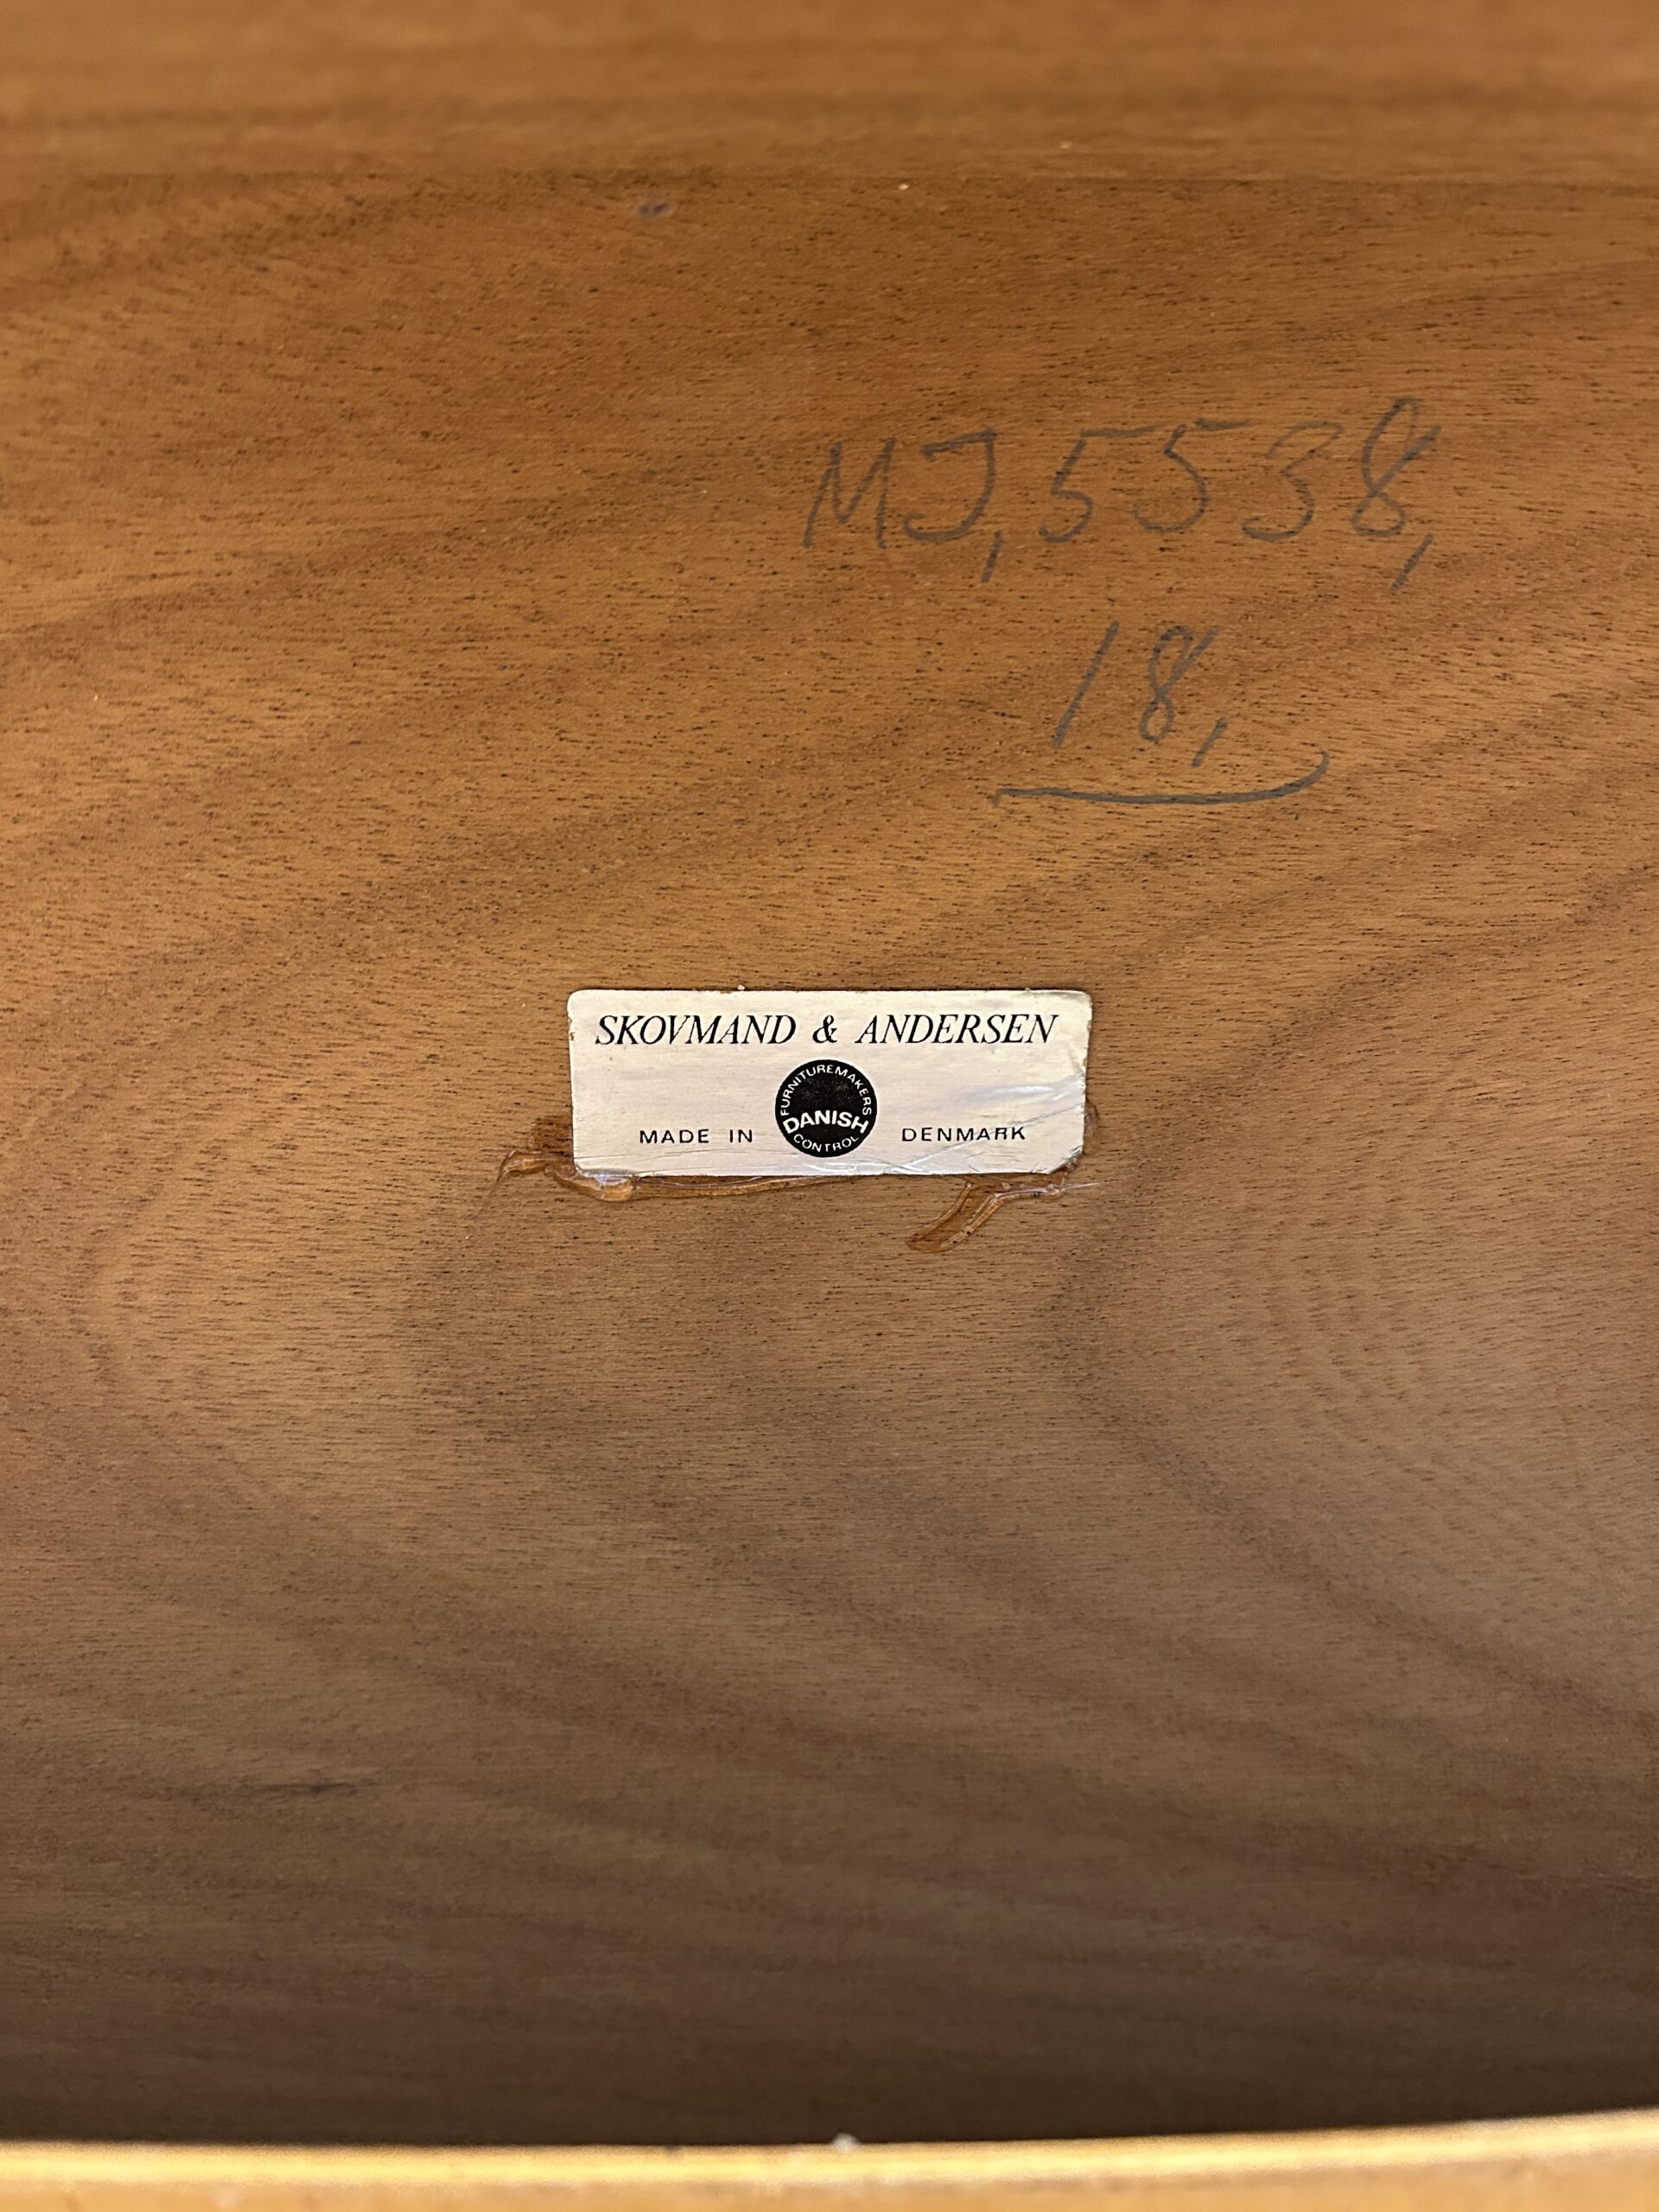 MJ, 5538,
18,
SKOVMAND & ANDERSEN
FURNITUREMAKERS
DANISH
CONTROL
MADE IN DENMARK